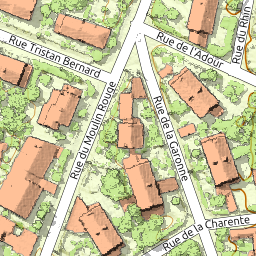 Rue Tristan Bernard
Rue de l'Adour
Rue du Rhin
Rue du Moulin Rouge
Rue de la Garonne
Rue de la Charente